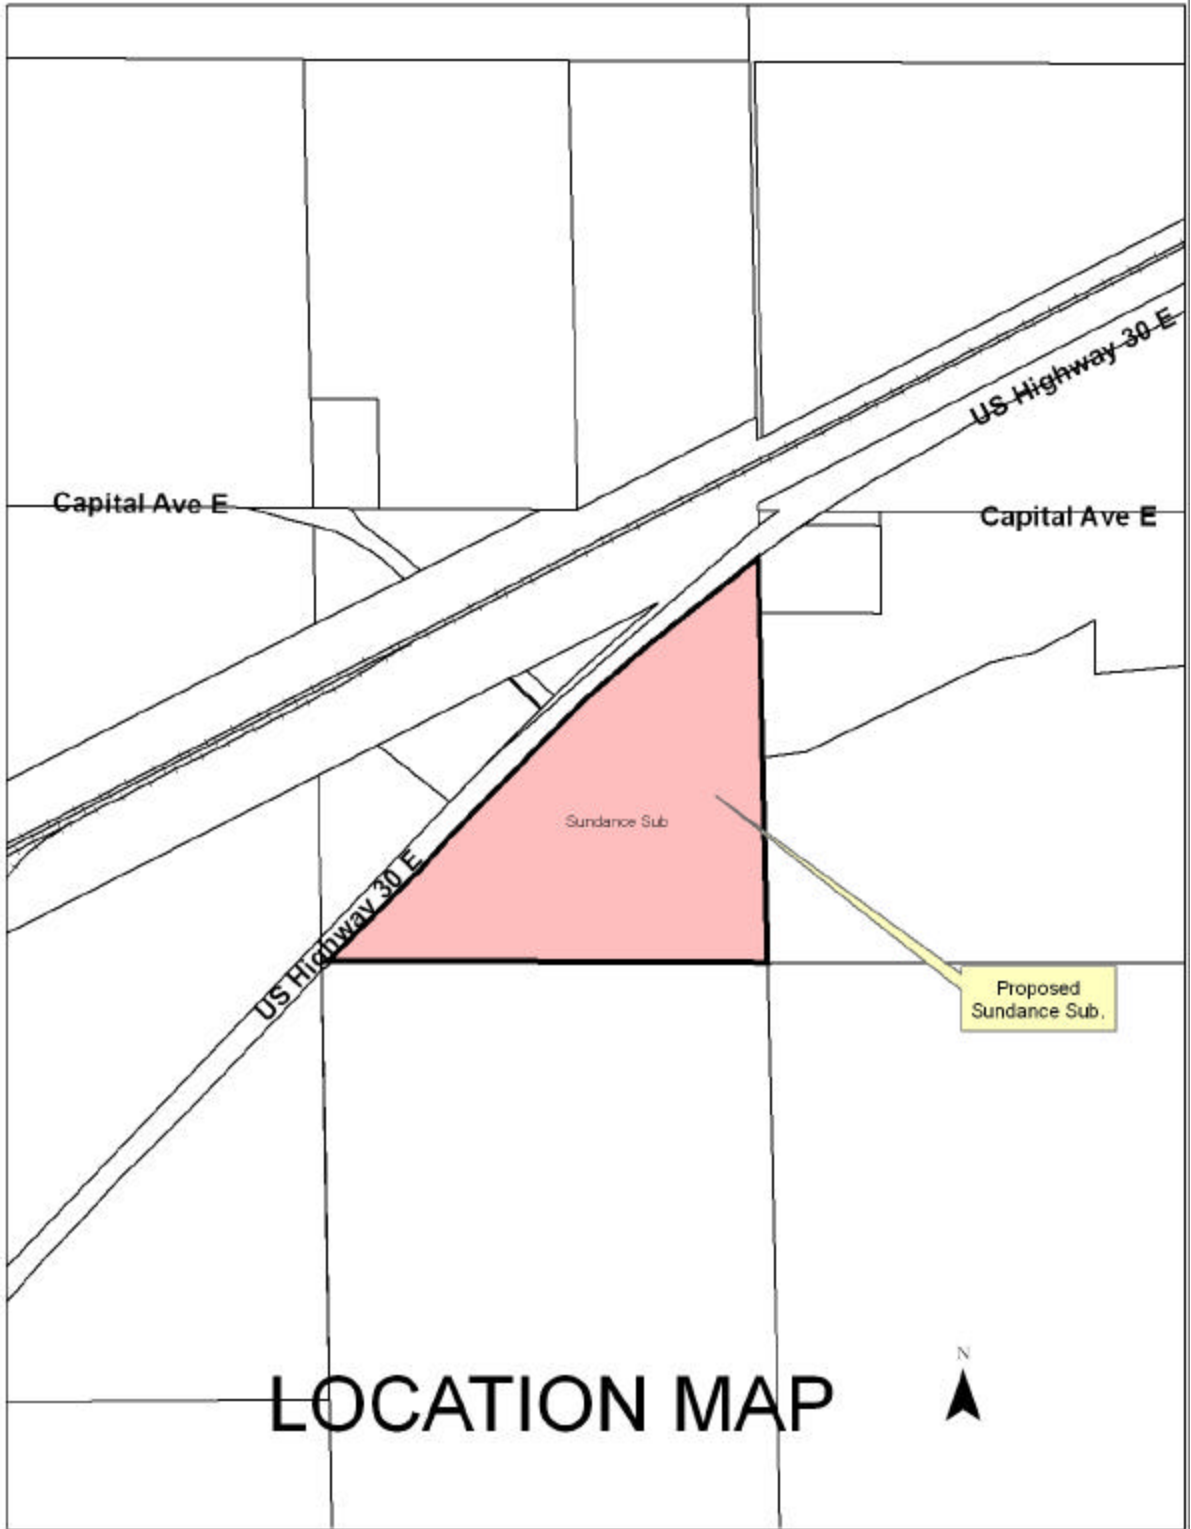 US Highway 30 E
Capital Ave E
Capital Ave E
Sundance Sub
US Highway 30 E
Proposed
Sundance Sub.
N
LOCATION MAP